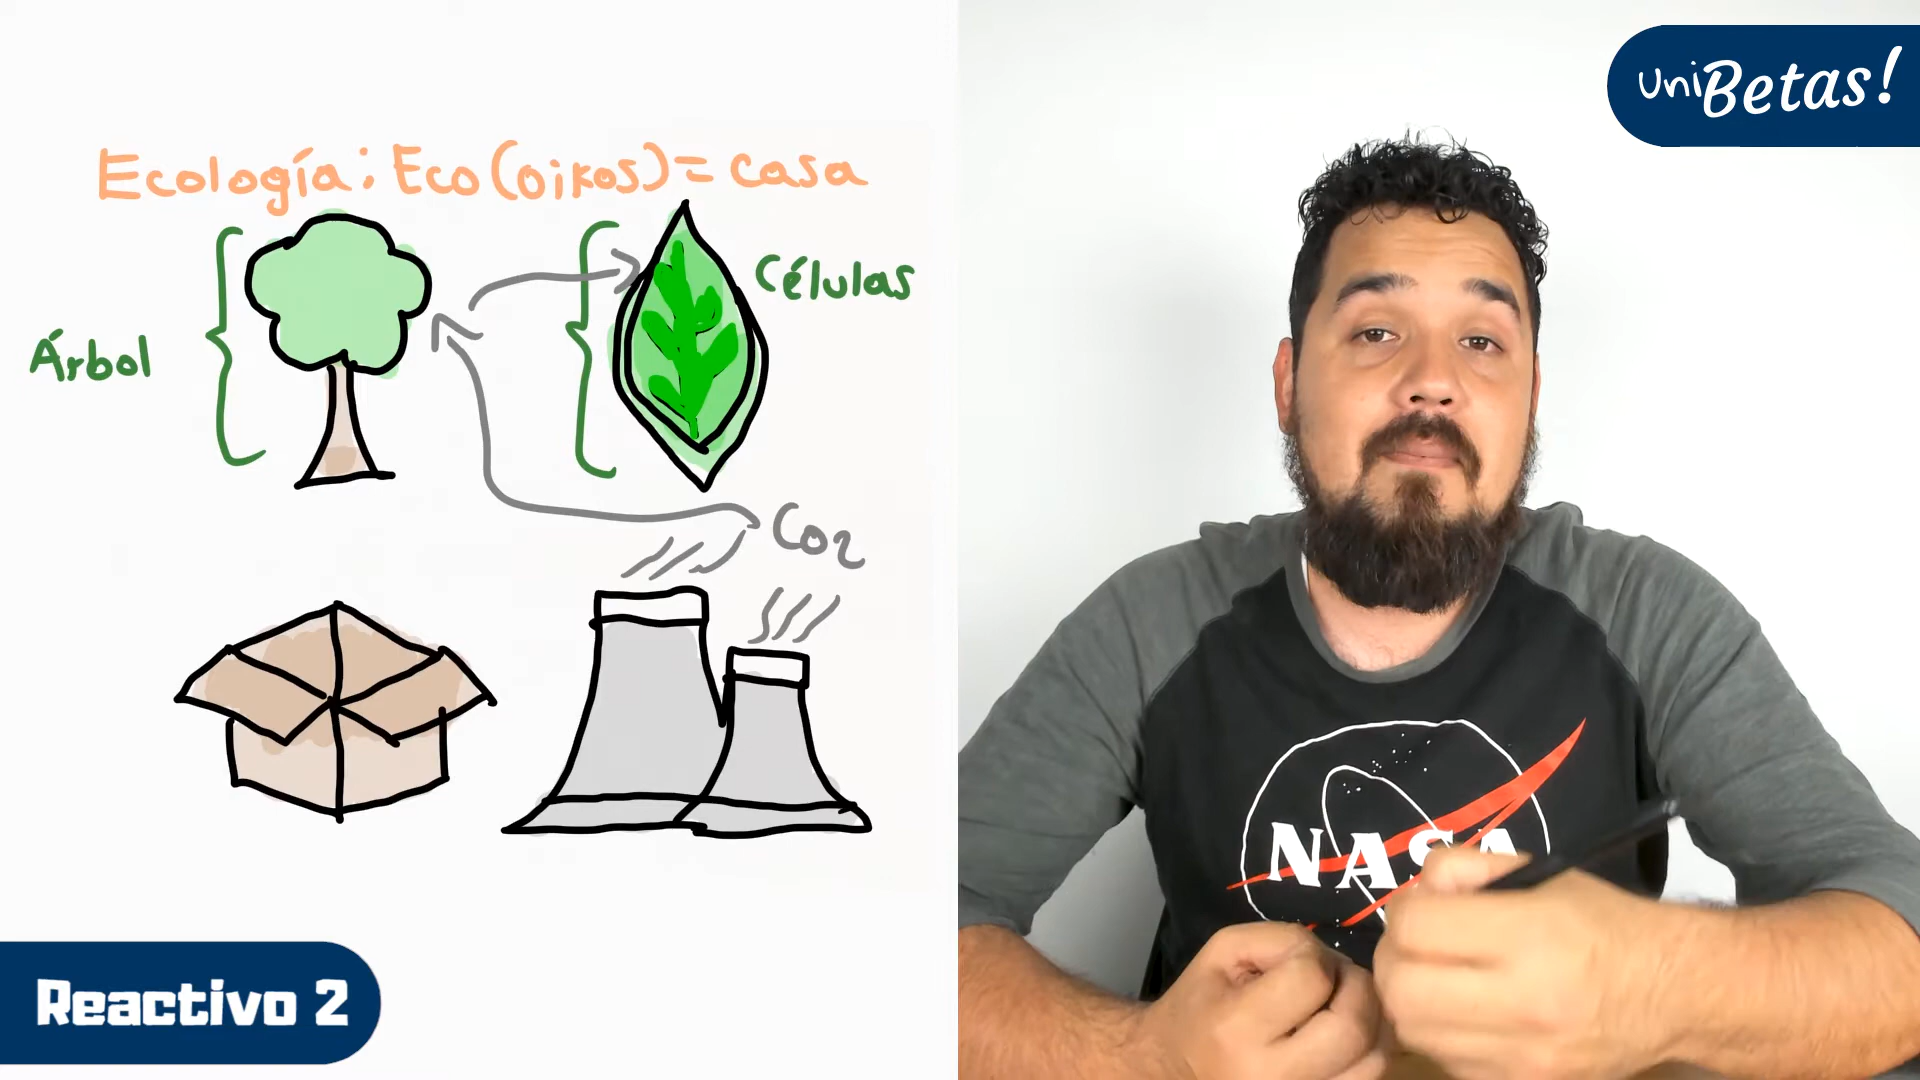 uniBetas!
Ecología: Eco(oikos)= casa
Células
Árbol
Co2
NASA
Reactivo 2